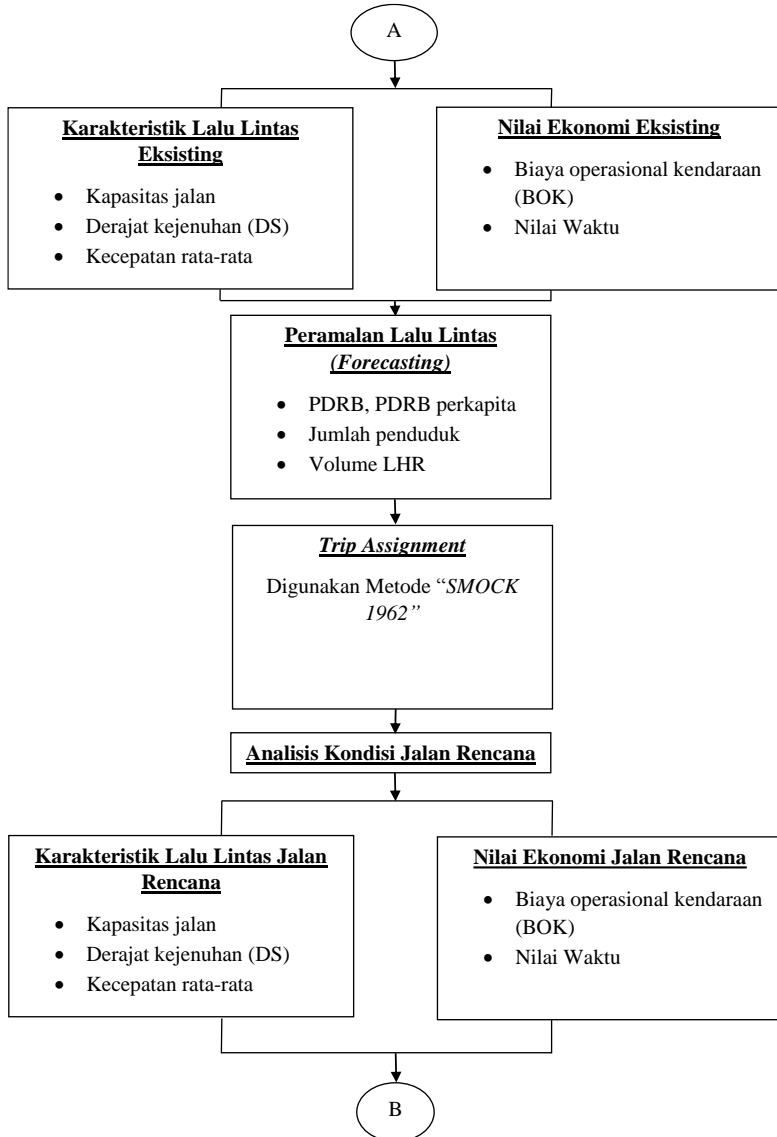 A
Karakteristik Lalu Lintas
Eksisting
• Kapasitas jalan
• Derajat kejenuhan (DS)
• Kecepatan rata-rata
Nilai Ekonomi Eksisting
• Biaya operasional kendaraan
(BOK)
• Nilai Waktu
Peramalan Lalu Lintas
(Forecasting)
• PDRB, PDRB perkapita
• Jumlah penduduk
• Volume LHR
Trip Assignment
Digunakan Metode “SMOCK
1962”
Analisis Kondisi Jalan Rencana
Karakteristik Lalu Lintas Jalan
Rencana
• Kapasitas jalan
• Derajat kejenuhan (DS)
• Kecepatan rata-rata
Nilai Ekonomi Jalan Rencana
• Biaya operasional kendaraan
(BOK)
• Nilai Waktu
B